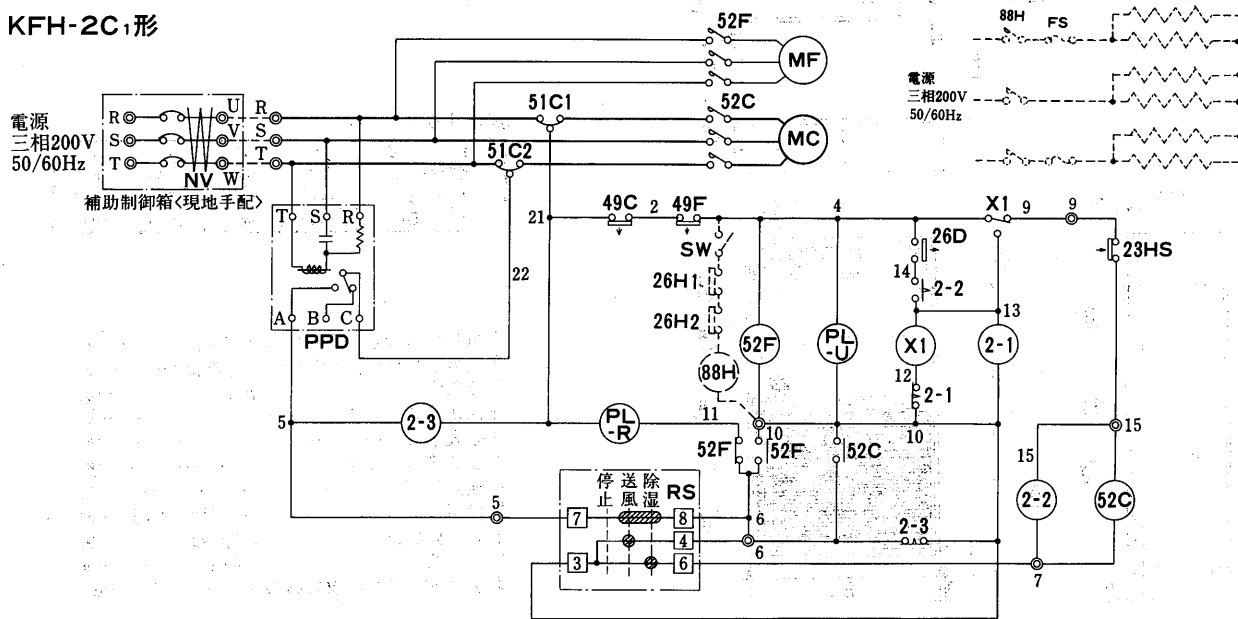 KFH-2C₁形
52F
MF
88H FS
電源
三相200V
50/60Hz
電源
三相200V
50/60Hz
R U R
S V S
T W T
NV
補助制御箱〈現地手配〉
51C1
51C2
52C
MC
T S R
A B C
PPD
21
22
49C 2 49F 4 X1 9 9
SW
26H1
26H2
88H
52F
PL-U
26D
14
2-2
X1
12
2-1
13
2-1
23HS
5
2-3
PL-R
11
10
10
52F
52F
52C
15
15
2-2
52C
停止 送風 除湿 RS
5
7 8 6
4 6
3 6
2-3
7